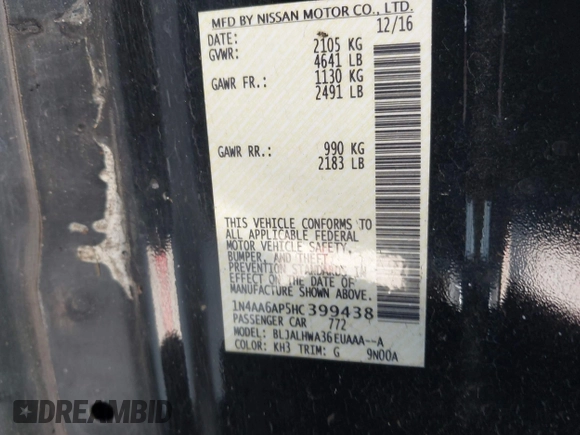 MFD BY NISSAN MOTOR CO., LTD.
DATE: 12/16
GVWR: 2105 KG
4641 LB
GAWR FR.: 1130 KG
2491 LB
GAWR RR.: 990 KG
2183 LB
THIS VEHICLE CONFORMS TO
ALL APPLICABLE FEDERAL
MOTOR VEHICLE SAFETY,
BUMPER, AND THEFT
PREVENTION STANDARDS IN
EFFECT ON THE DATE OF
MANUFACTURE SHOWN ABOVE.
1N4AA6AP5HC399438
PASSENGER CAR 772
MODEL: BLJALHWA36EUAAA--A
COLOR: KH3 TRIM: G 9N00A
DREAMBID